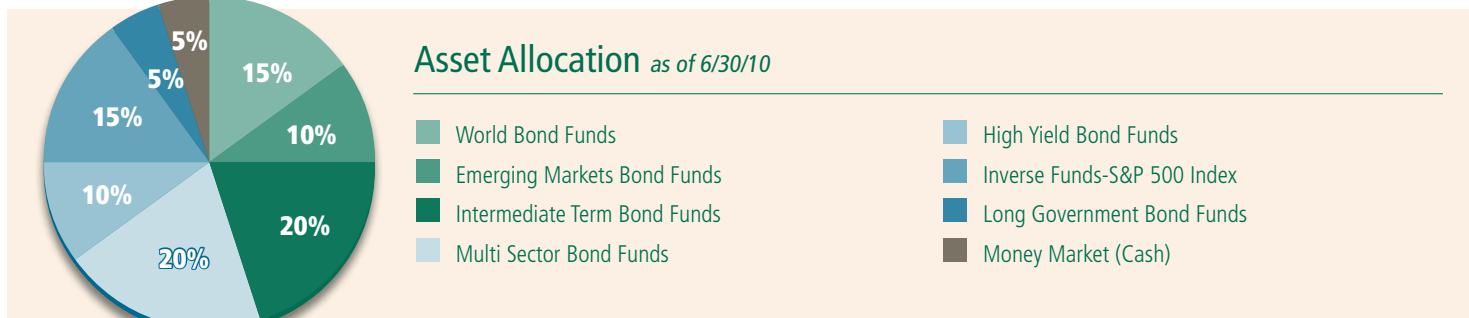 5%
15%
5%
15%
10%
10%
20%
20%
Asset Allocation as of 6/30/10
World Bond Funds
Emerging Markets Bond Funds
Intermediate Term Bond Funds
Multi Sector Bond Funds
High Yield Bond Funds
Inverse Funds-S&P 500 Index
Long Government Bond Funds
Money Market (Cash)